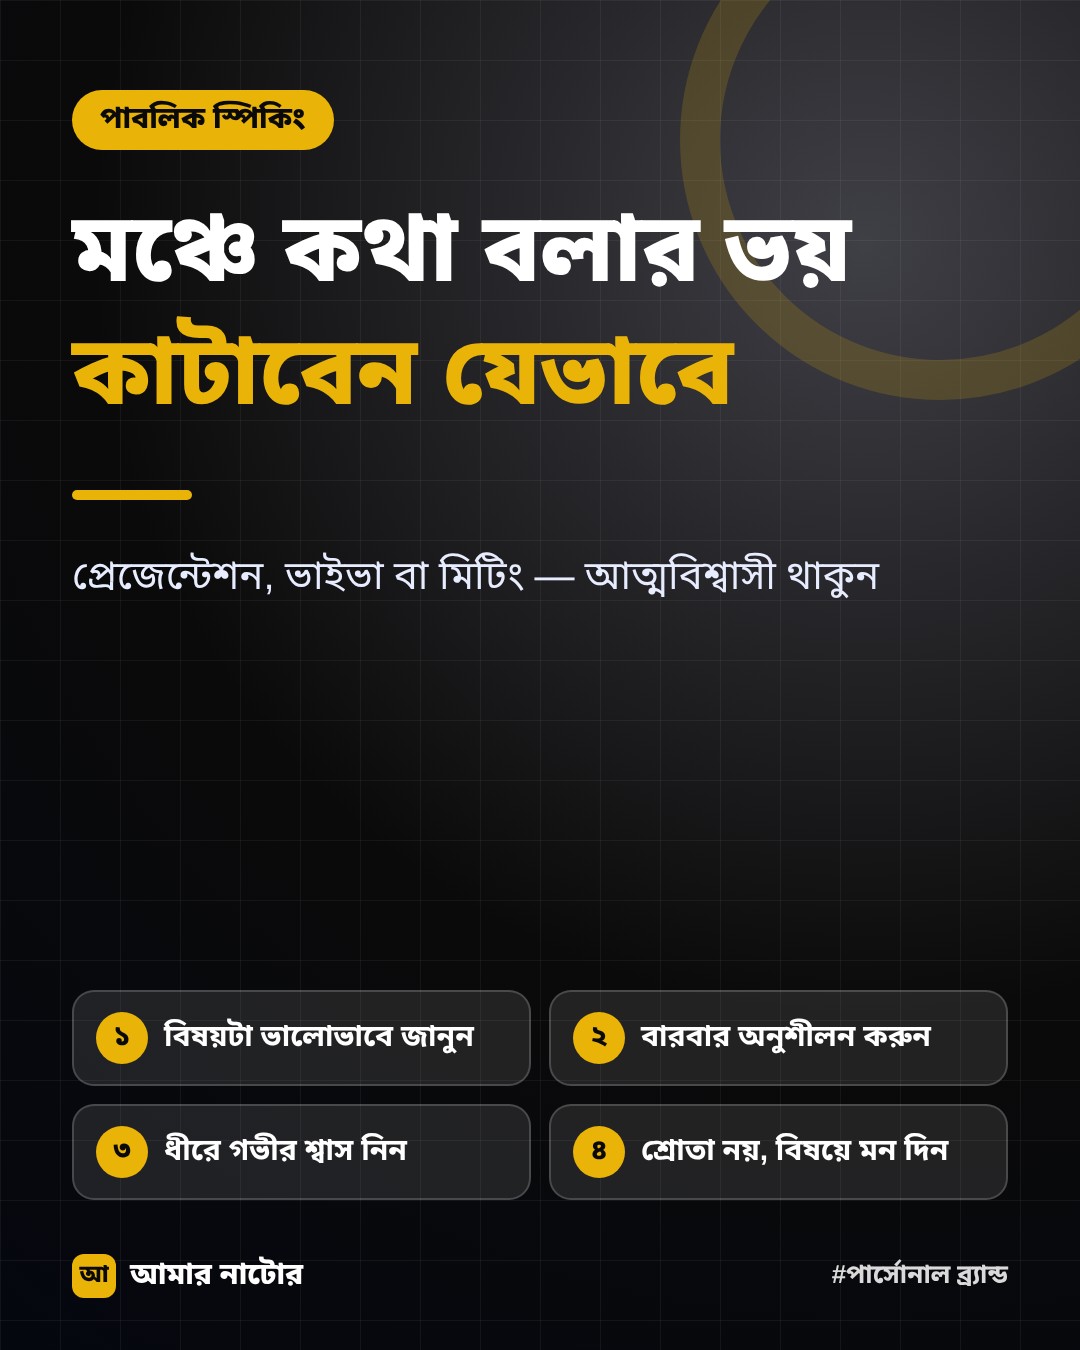 পাবলিক স্পিকিং
মঞ্চে কথা বলার ভয়
কাটাবেন যেভাবে
প্রেজেন্টেশন, ভাইভা বা মিটিং — আত্মবিশ্বাসী থাকুন
১ বিষয়টা ভালোভাবে জানুন
২ বারবার অনুশীলন করুন
৩ ধীরে গভীর শ্বাস নিন
৪ শ্রোতা নয়, বিষয়ে মন দিন
আ আমার নাটোর
#পার্সোনাল ব্র্যান্ড